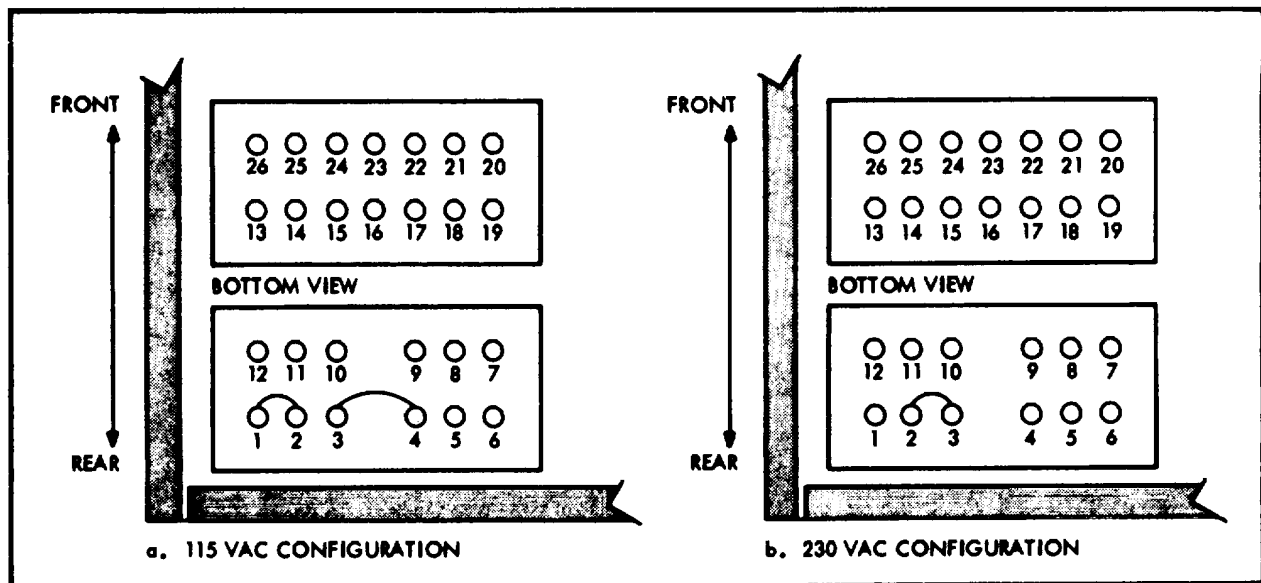 FRONT
26 25 24 23 22 21 20
13 14 15 16 17 18 19
BOTTOM VIEW
12 11 10 9 8 7
1 2 3 4 5 6
REAR
a. 115 VAC CONFIGURATION
FRONT
26 25 24 23 22 21 20
13 14 15 16 17 18 19
BOTTOM VIEW
12 11 10 9 8 7
1 2 3 4 5 6
REAR
b. 230 VAC CONFIGURATION